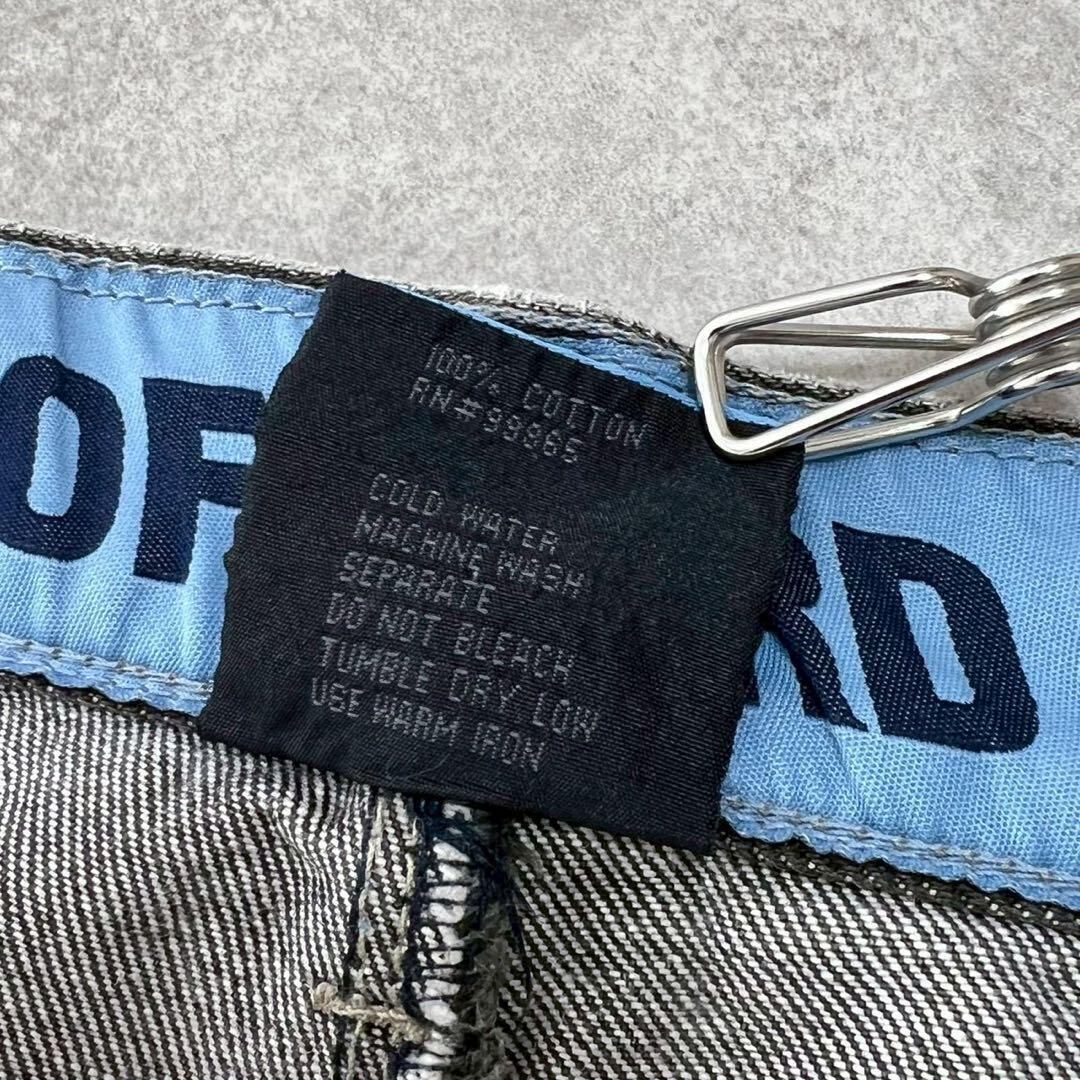 100% COTTON
RN#99965
COLD WATER
MACHINE WASH
SEPARATE
DO NOT BLEACH
TUMBLE DRY LOW
USE WARM IRON
OF
RD